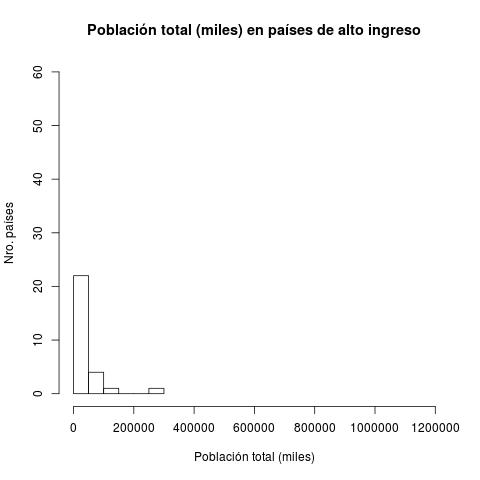 Población total (miles) en países de alto ingreso
60
50
40
30
20
10
0
Nro. países
0 200000 400000 600000 800000 1000000 1200000
Población total (miles)